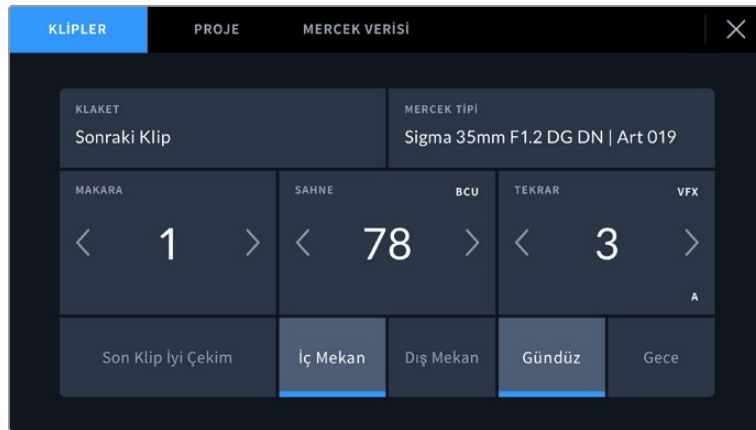 KLİPLER PROJE MERCEK VERİSİ
KLAKET MERCEK TİPİ
Sonraki Klip Sigma 35mm F1.2 DG DN | Art 019
MAKARA SAHNE BCU TEKRAR VFX
1 78 3
A
Son Klip İyi Çekim İç Mekan Dış Mekan Gündüz Gece